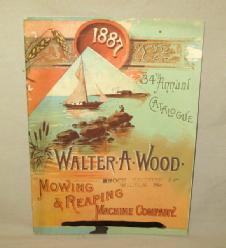 1887
34th Annual
Catalogue
Walter·A·Wood·
Mowing
& Reaping
Machine Company.